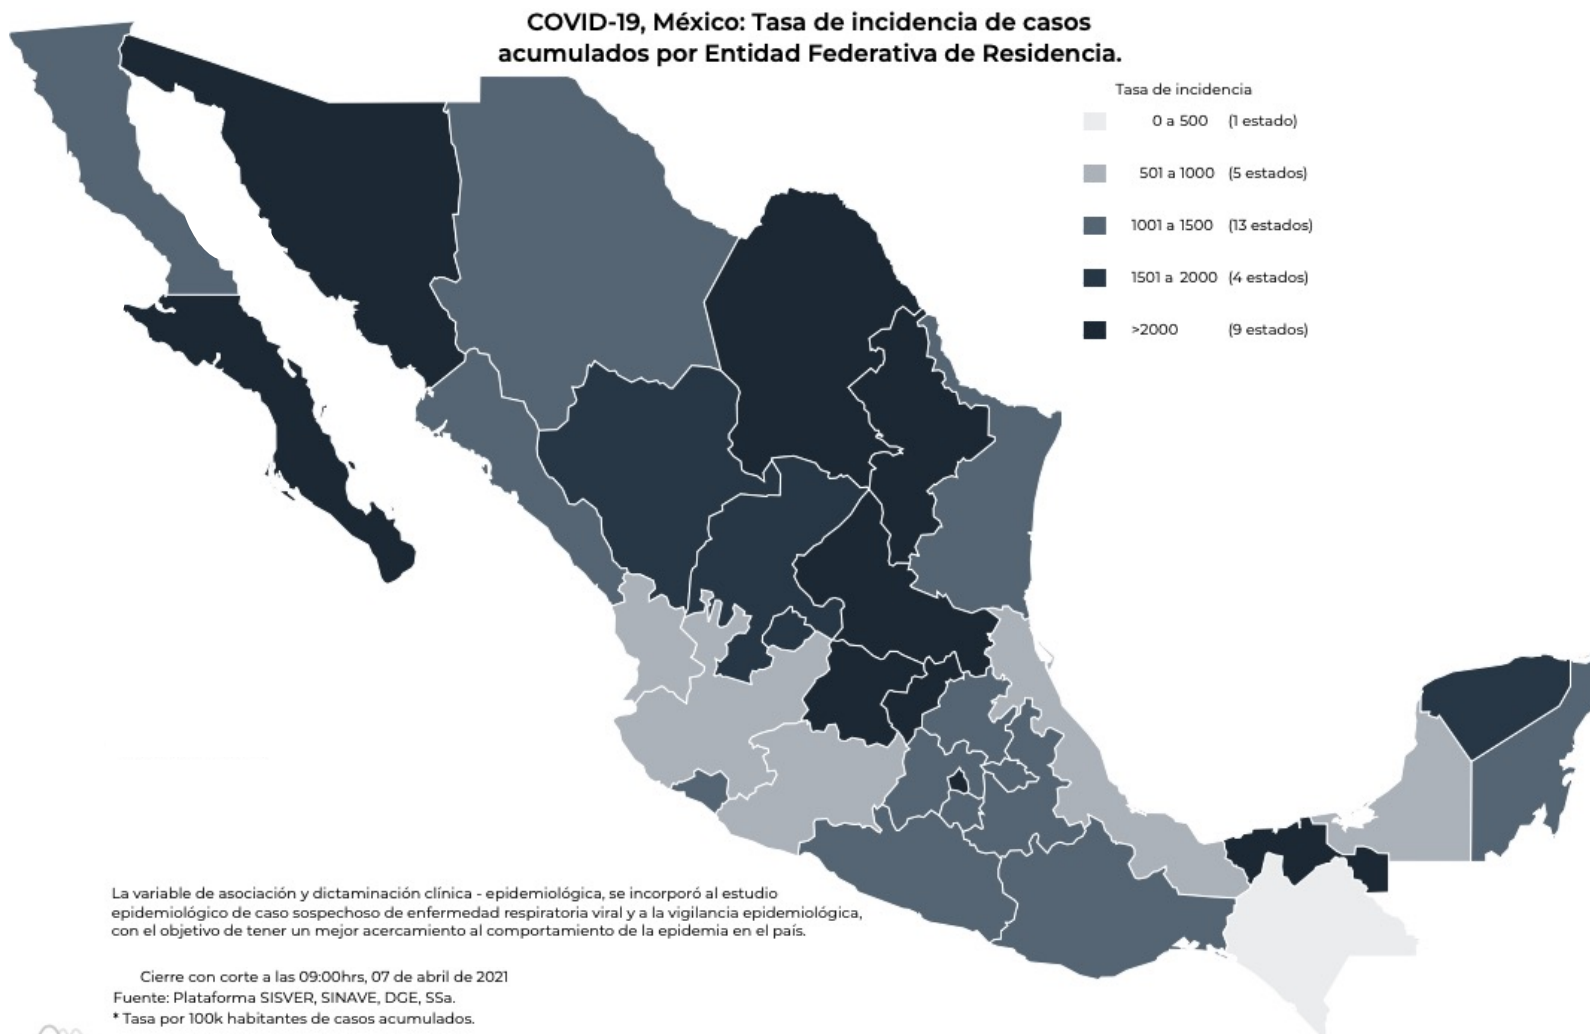 COVID-19, México: Tasa de incidencia de casos
acumulados por Entidad Federativa de Residencia.
Tasa de incidencia
0 a 500 (1 estado)
501 a 1000 (5 estados)
1001 a 1500 (13 estados)
1501 a 2000 (4 estados)
>2000 (9 estados)
La variable de asociación y dictaminación clínica - epidemiológica, se incorporó al estudio
epidemiológico de caso sospechoso de enfermedad respiratoria viral y a la vigilancia epidemiológica,
con el objetivo de tener un mejor acercamiento al comportamiento de la epidemia en el país.
Cierre con corte a las 09:00hrs, 07 de abril de 2021
Fuente: Plataforma SISVER, SINAVE, DGE, SSa.
* Tasa por 100k habitantes de casos acumulados.